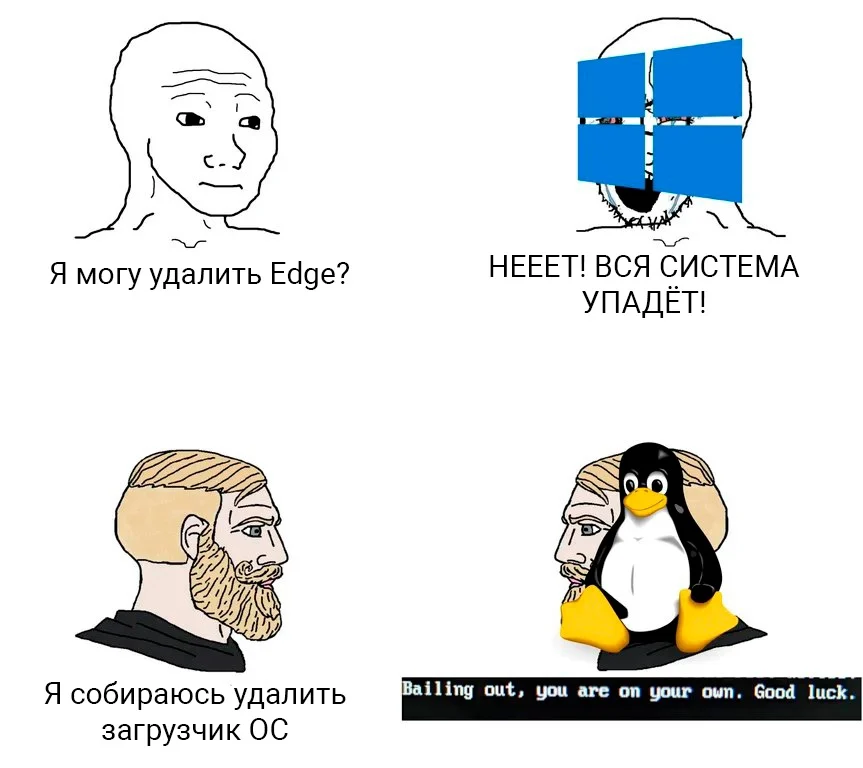 Я могу удалить Edge?
НЕЕЕТ! ВСЯ СИСТЕМА
УПАДЁТ!
Я собираюсь удалить
загрузчик ОС
Bailing out, you are on your own. Good luck.